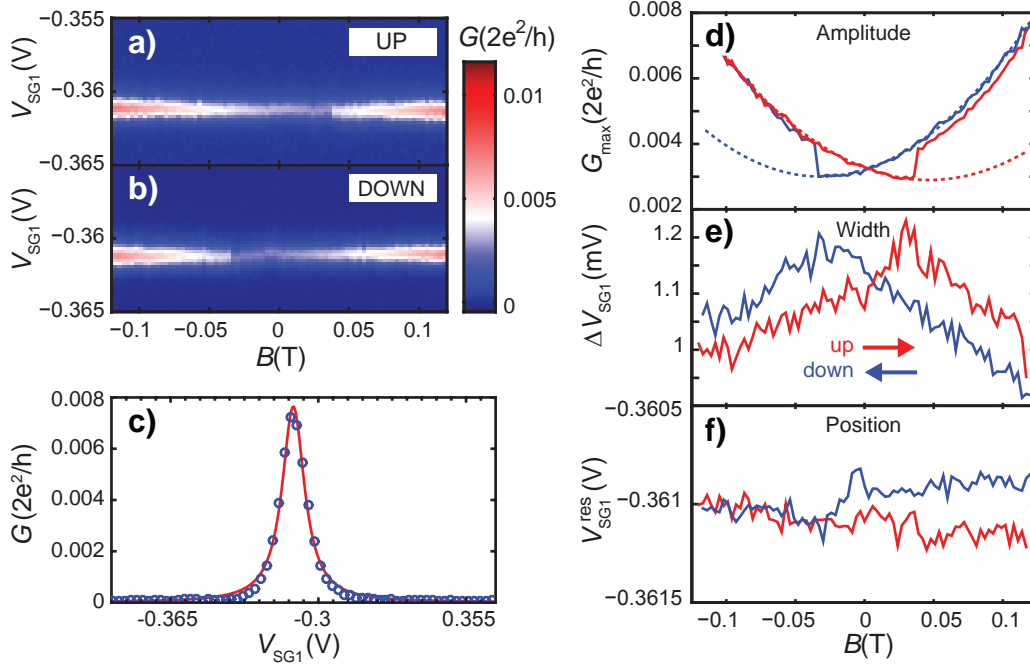 a)
UP
V_SG1(V)
−0.355
−0.36
−0.365
b)
DOWN
V_SG1(V)
−0.36
−0.365
−0.1
−0.05
0
0.05
0.1
B(T)
G(2e²/h)
0.01
0.005
0
c)
G(2e²/h)
0.008
0.006
0.004
0.002
0
-0.365
-0.3
0.355
V_SG1(V)
d)
Amplitude
G_max(2e²/h)
0.008
0.006
0.004
0.002
e)
Width
ΔV_SG1(mV)
1.2
1.1
1
up
down
f)
Position
V_SG1^res (V)
−0.3605
−0.361
−0.3615
−0.1
−0.05
0
0.05
0.1
B(T)